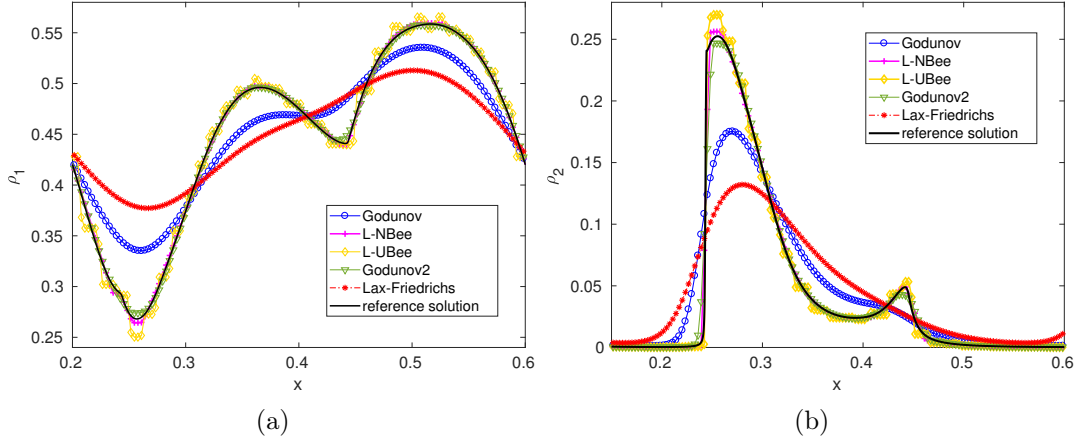 0.55
0.5
0.45
0.4
0.35
0.3
0.25
ρ1
0.2
0.3
0.4
0.5
0.6
x
Godunov
L-NBee
L-UBee
Godunov2
Lax-Friedrichs
reference solution
(a)
0.25
0.2
0.15
0.1
0.05
0
ρ2
0.2
0.3
0.4
0.5
0.6
x
Godunov
L-NBee
L-UBee
Godunov2
Lax-Friedrichs
reference solution
(b)